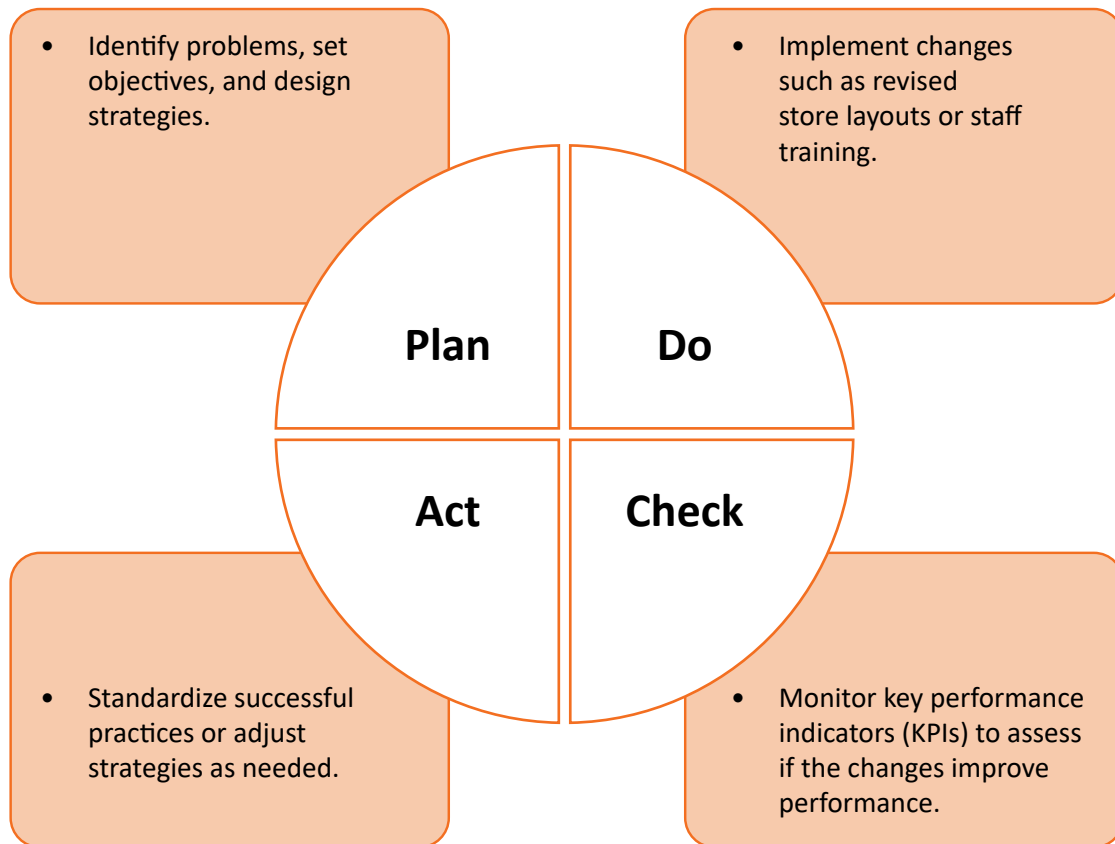 • Identify problems, set
objectives, and design
strategies.
• Implement changes
such as revised
store layouts or staff
training.
Plan
Do
Act
Check
• Standardize successful
practices or adjust
strategies as needed.
• Monitor key performance
indicators (KPIs) to assess
if the changes improve
performance.